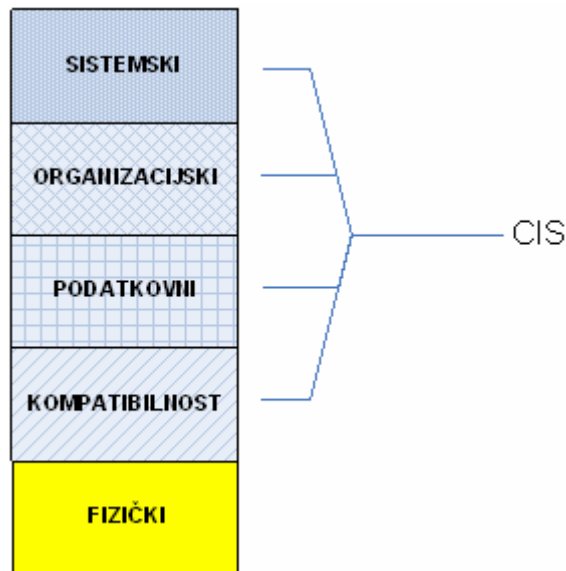 SISTEMSKI
ORGANIZACIJSKI
CIS
PODATKOVNI
KOMPATIBILNOST
FIZIČKI